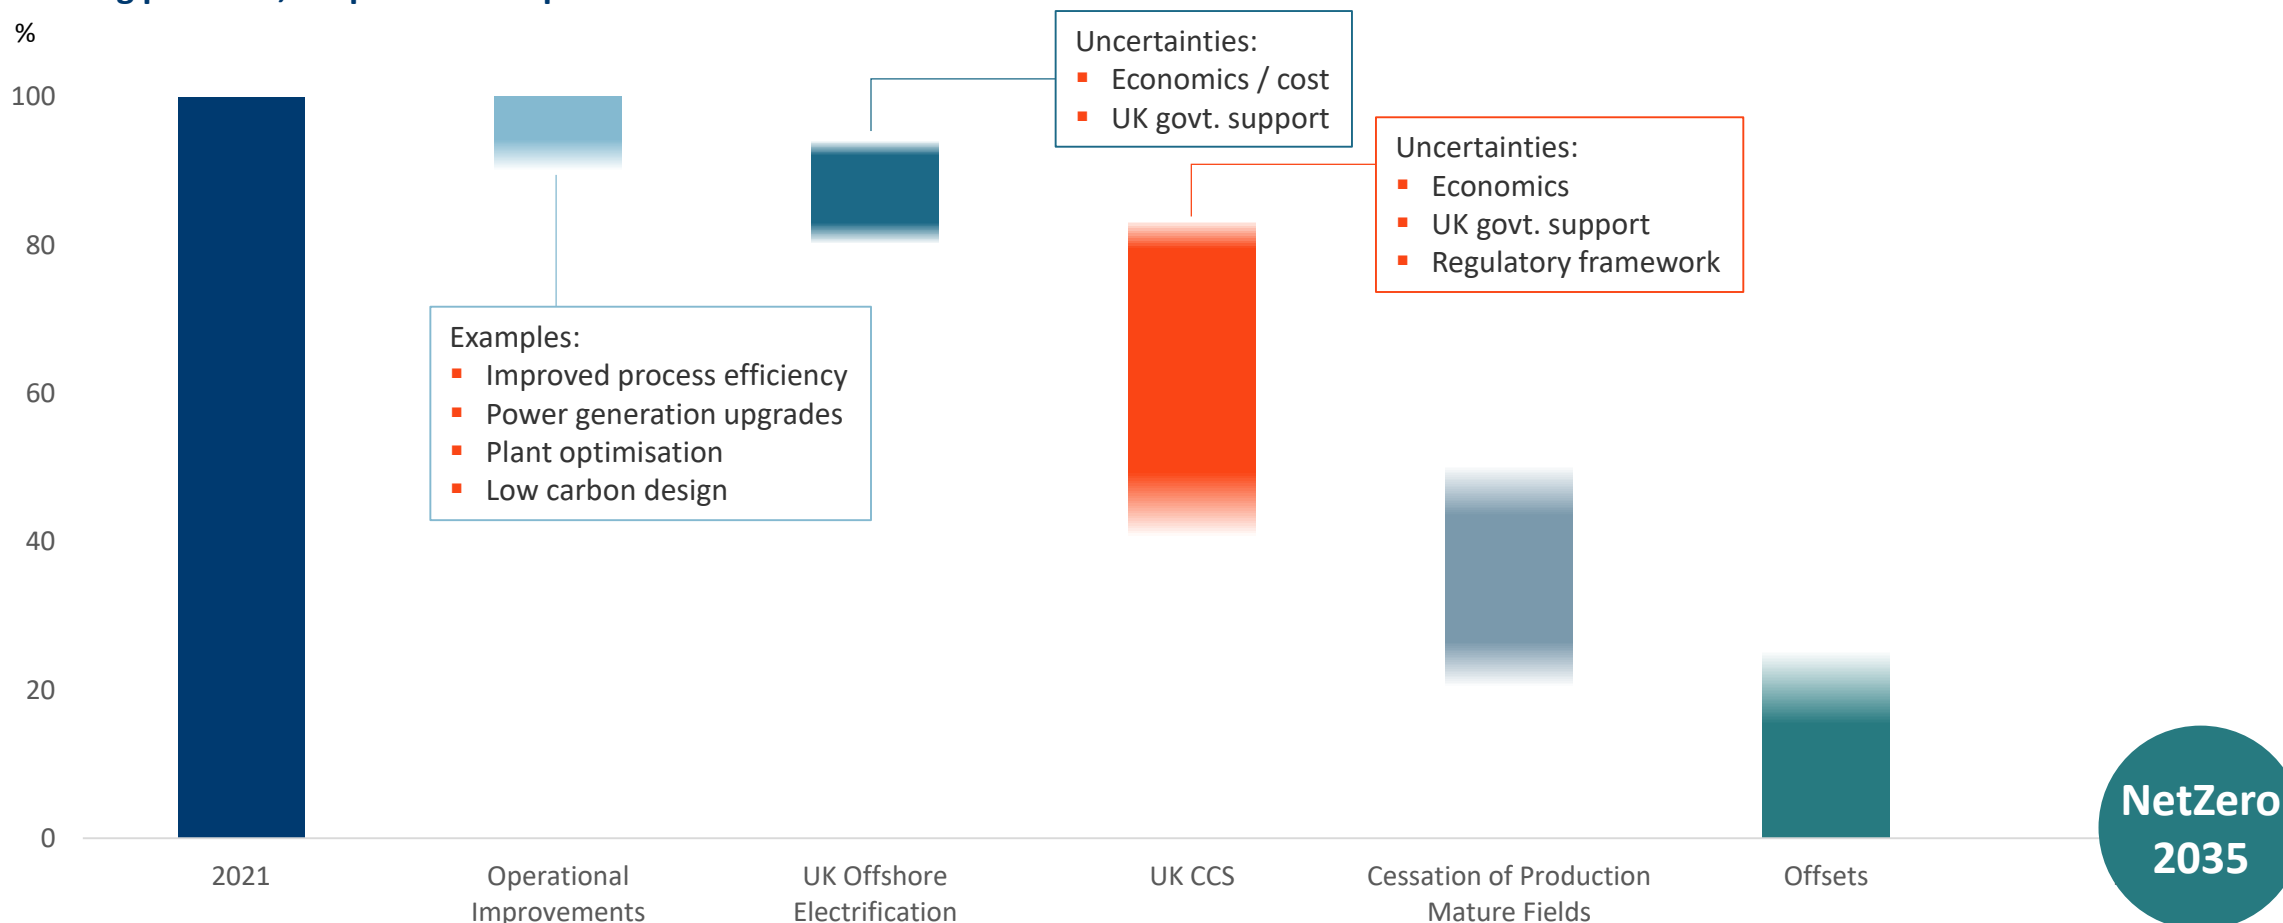 %
100
80
60
40
20
0
Uncertainties:
▪ Economics / cost
▪ UK govt. support
Uncertainties:
▪ Economics
▪ UK govt. support
▪ Regulatory framework
Examples:
▪ Improved process efficiency
▪ Power generation upgrades
▪ Plant optimisation
▪ Low carbon design
2021
Operational
Improvements
UK Offshore
Electrification
UK CCS
Cessation of Production
Mature Fields
Offsets
NetZero
2035